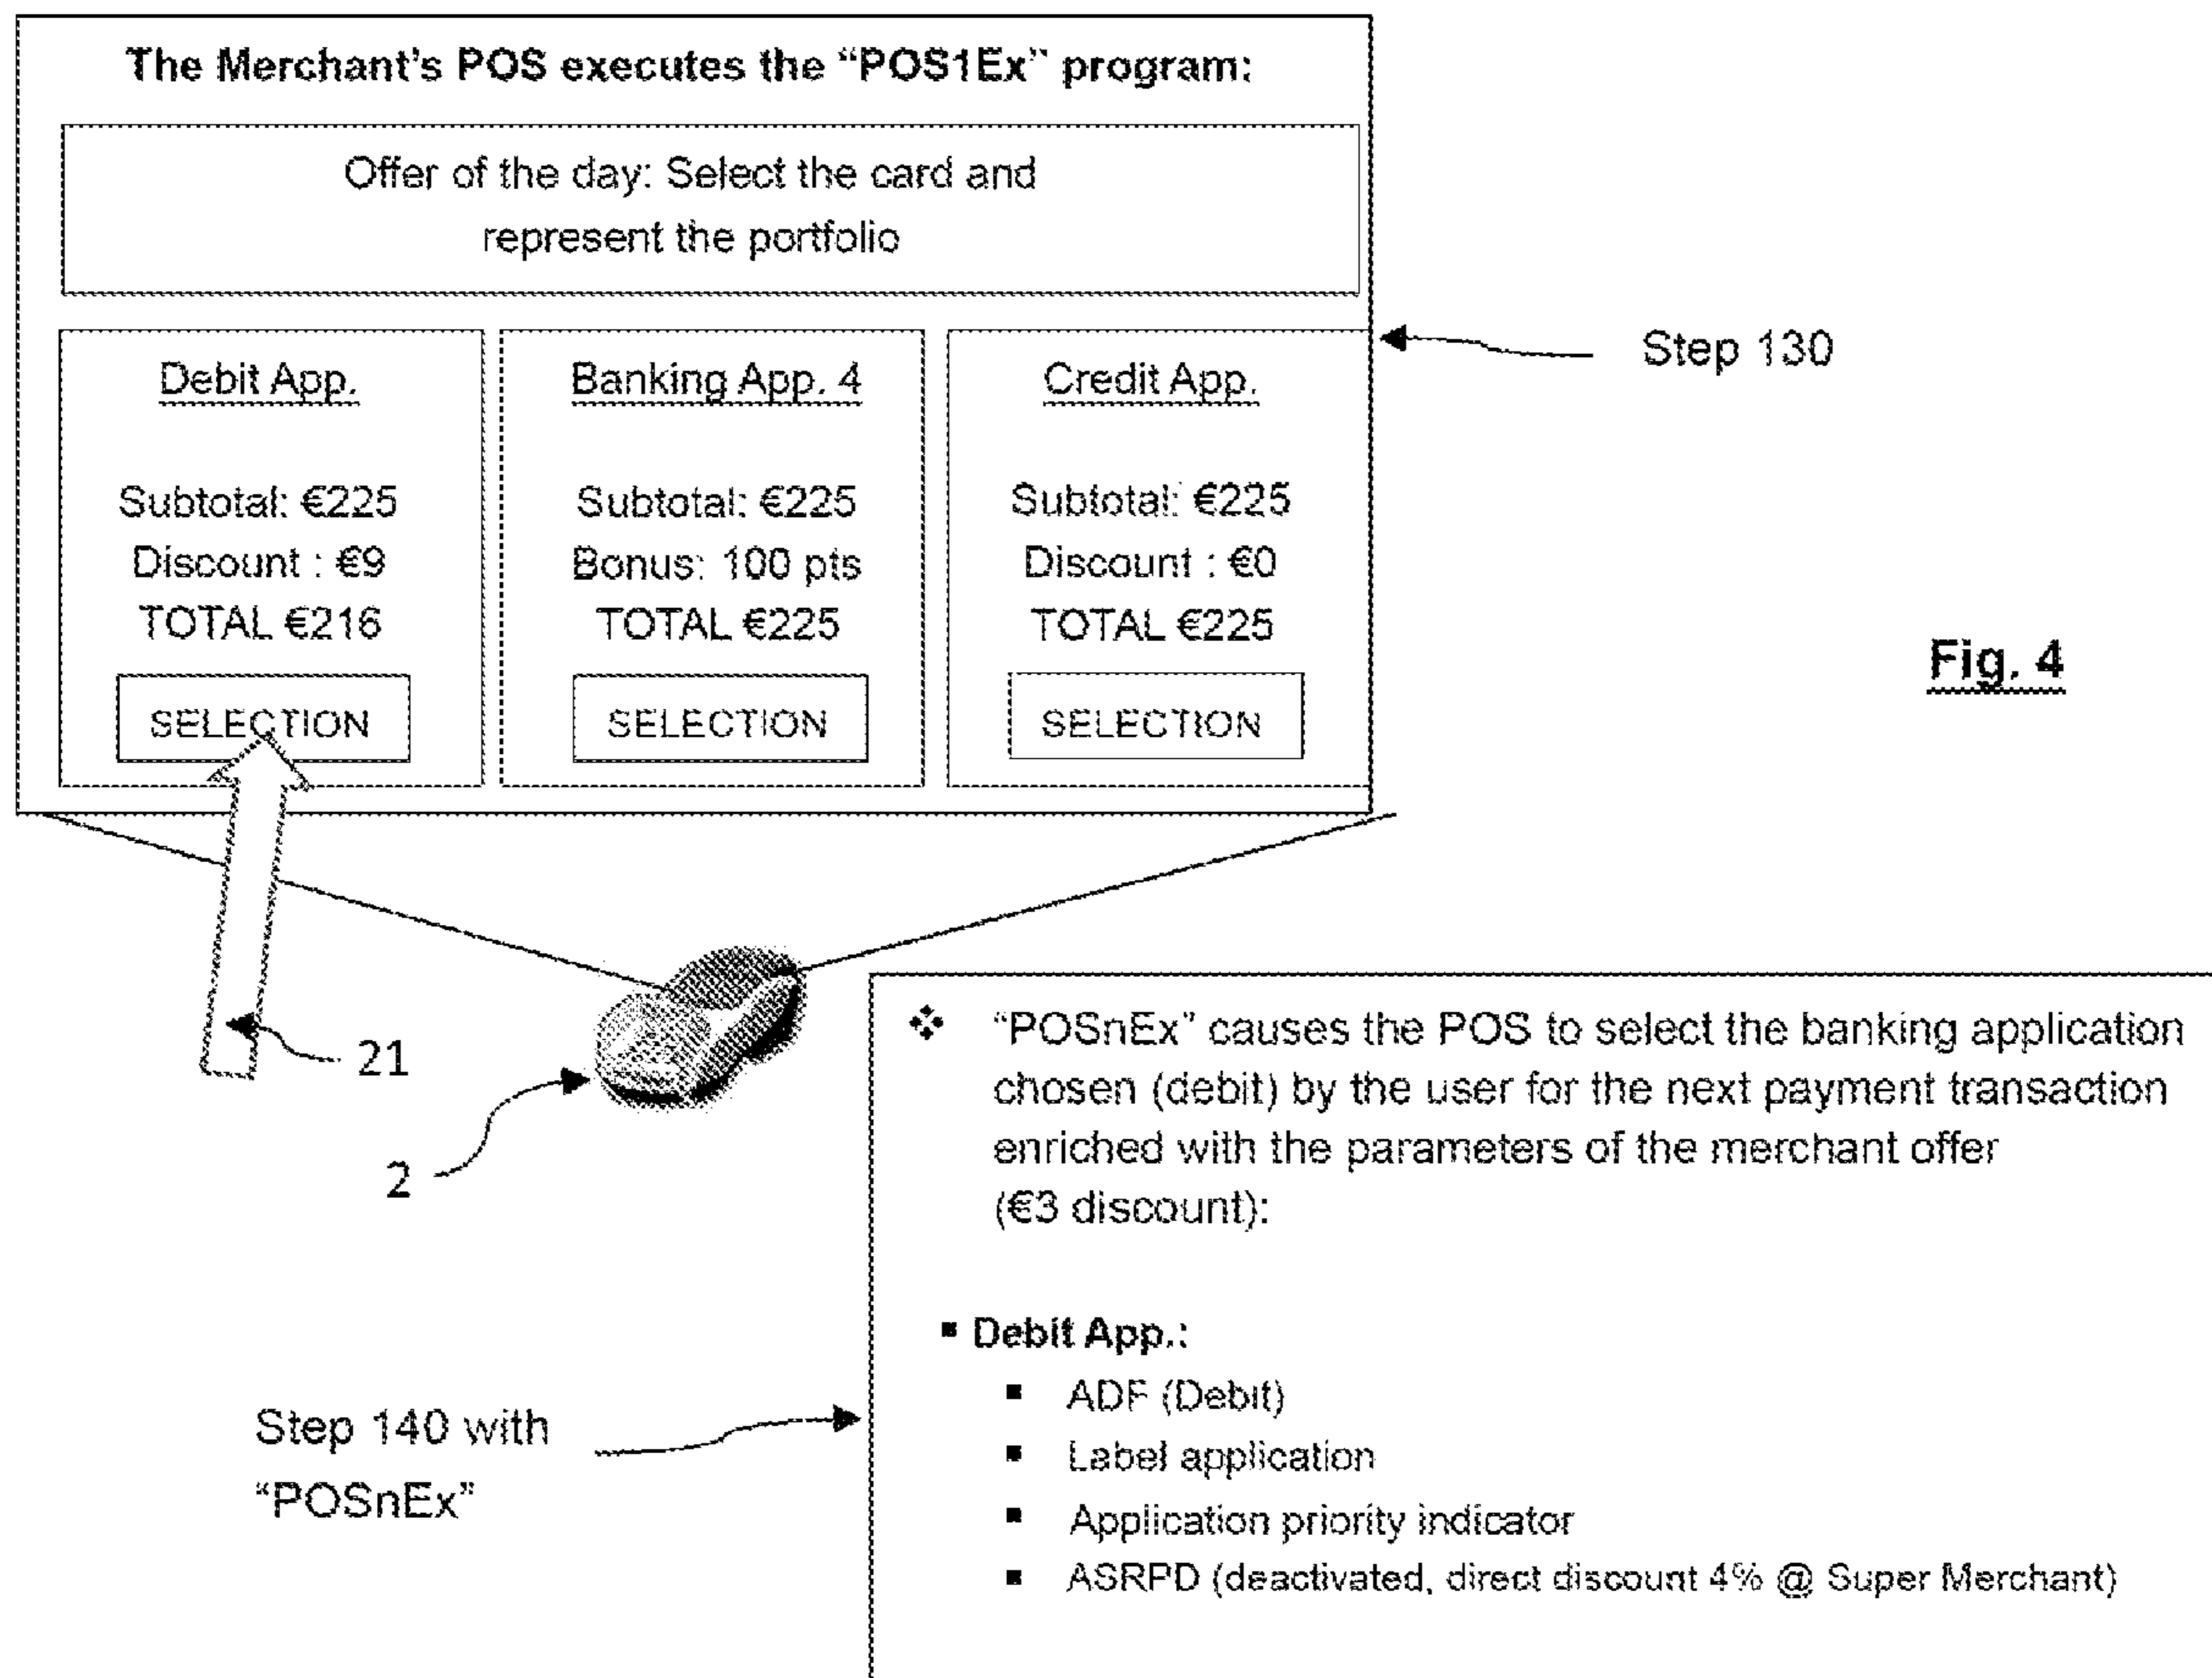 The Merchant's POS executes the “POS1Ex” program:
Offer of the day: Select the card and
represent the portfolio
Debit App.
Subtotal: €225
Discount : €9
TOTAL €216
SELECTION
Banking App. 4
Subtotal: €225
Bonus: 100 pts
TOTAL €225
SELECTION
Credit App.
Subtotal: €225
Discount : €0
TOTAL €225
SELECTION
Step 130
Fig. 4
21
2
“POSnEx” causes the POS to select the banking application
chosen (debit) by the user for the next payment transaction
enriched with the parameters of the merchant offer
(€3 discount):
Debit App.:
ADF (Debit)
Label application
Application priority indicator
ASRPD (deactivated, direct discount 4% @ Super Merchant)
Step 140 with
“POSnEx”